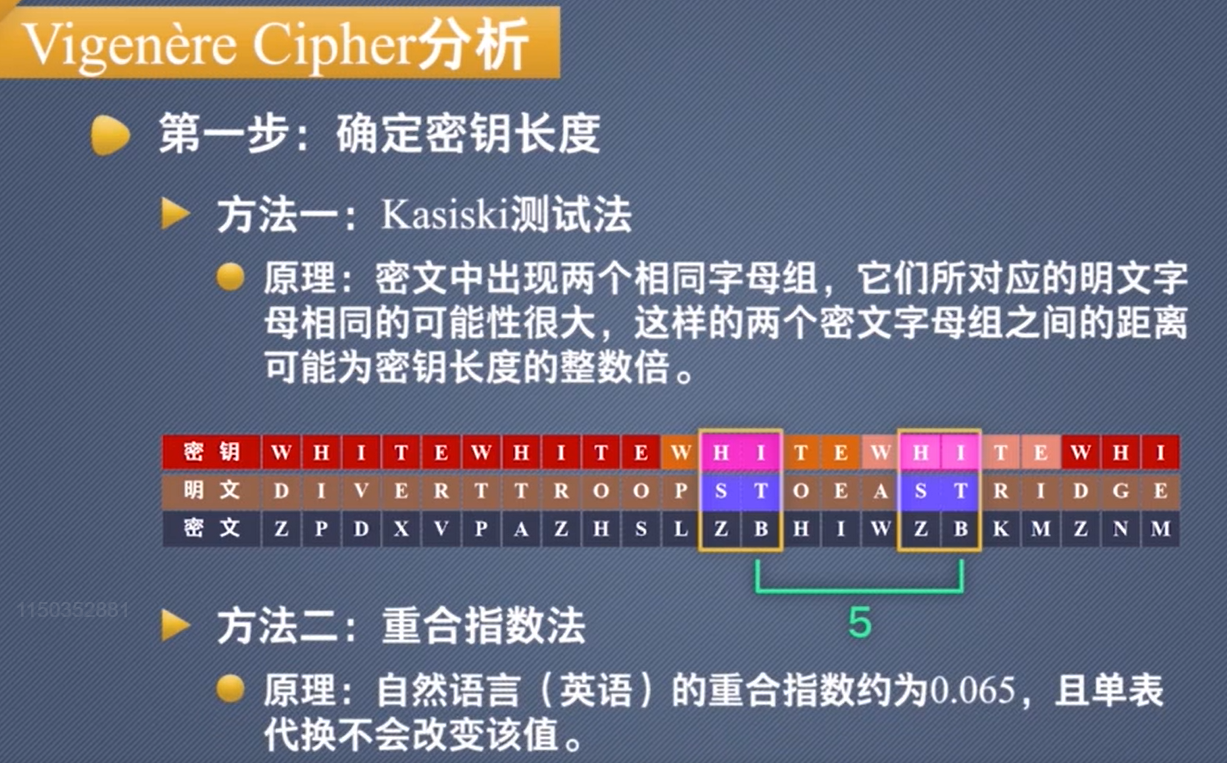 Vigenère Cipher分析
第一步：确定密钥长度
方法一：Kasiski测试法
原理：密文中出现两个相同字母组，它们所对应的明文字
母相同的可能性很大，这样的两个密文字母组之间的距离
可能为密钥长度的整数倍。
密 钥 W H I T E W H I T E W H I T E W H I T E W H I
明 文 D I V E R T T R O O P S T O E A S T R I D G E
密 文 Z P D X V P A Z H S L Z B H I W Z B K M Z N M
5
1150352881
方法二：重合指数法
原理：自然语言（英语）的重合指数约为0.065，且单表
代换不会改变该值。